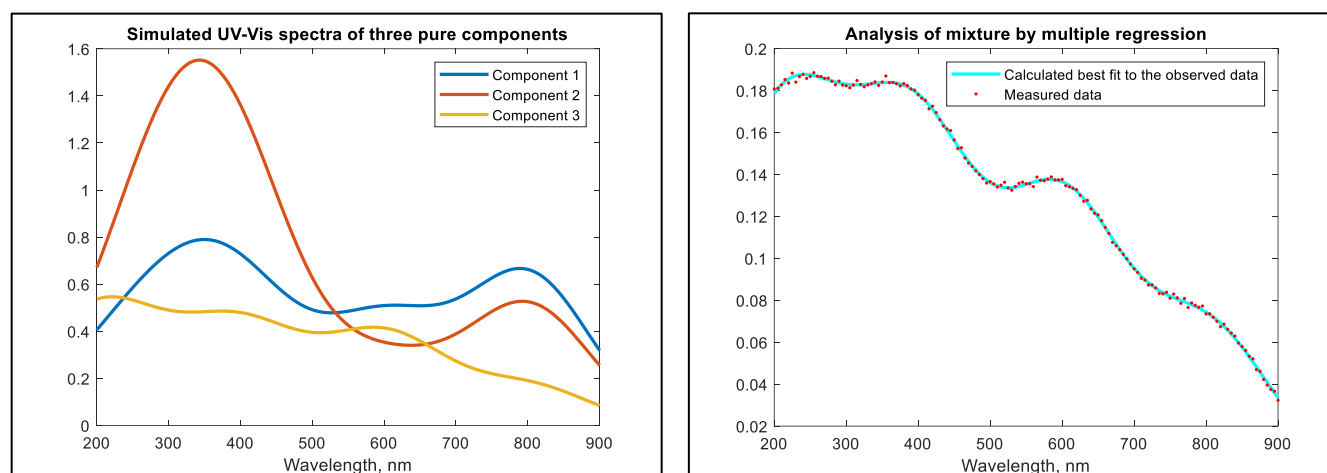 Simulated UV-Vis spectra of three pure components
1.6
1.4
1.2
1
0.8
0.6
0.4
0.2
0
Component 1
Component 2
Component 3
200 300 400 500 600 700 800 900
Wavelength, nm
Analysis of mixture by multiple regression
0.2
0.18
0.16
0.14
0.12
0.1
0.08
0.06
0.04
0.02
Calculated best fit to the observed data
Measured data
200 300 400 500 600 700 800 900
Wavelength, nm